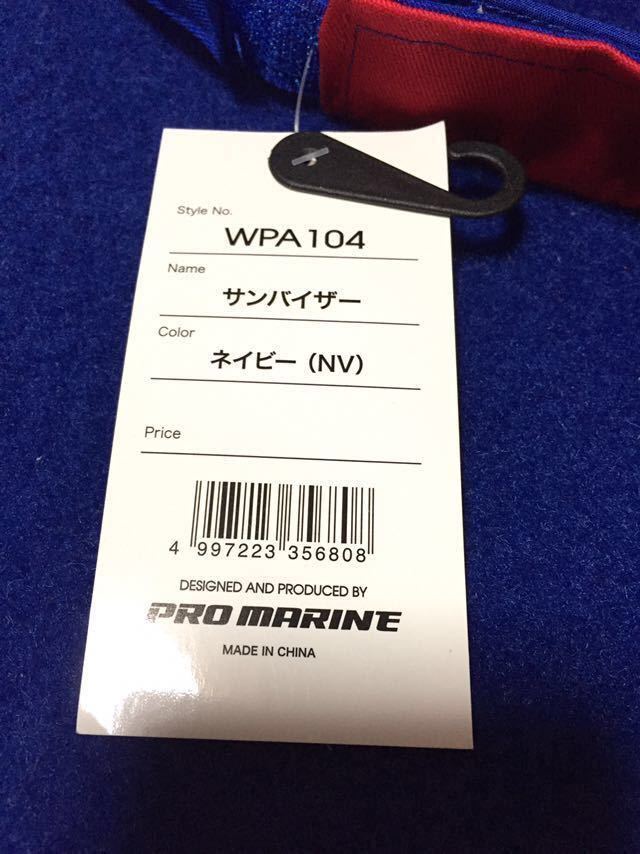 Style No.
WPA104
Name
サンバイザー
Color
ネイビー（NV）
Price
4 997223 356808
DESIGNED AND PRODUCED BY
PRO MARINE
MADE IN CHINA